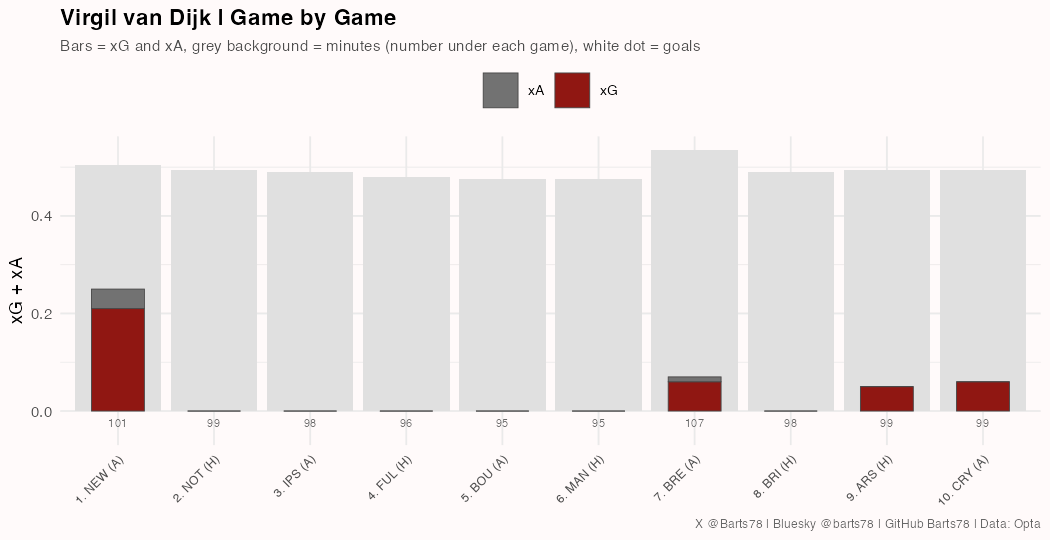 Virgil van Dijk | Game by Game
Bars = xG and xA, grey background = minutes (number under each game), white dot = goals
xA xG
xG + xA
0.4
0.2
0.0
101 99 98 96 95 95 107 98 99 99
1. NEW (A) 2. NOT (H) 3. IPS (A) 4. FUL (H) 5. BOU (A) 6. MAN (H) 7. BRE (A) 8. BRI (H) 9. ARS (H) 10. CRY (A)
X @Barts78 | Bluesky @barts78 | GitHub Barts78 | Data: Opta